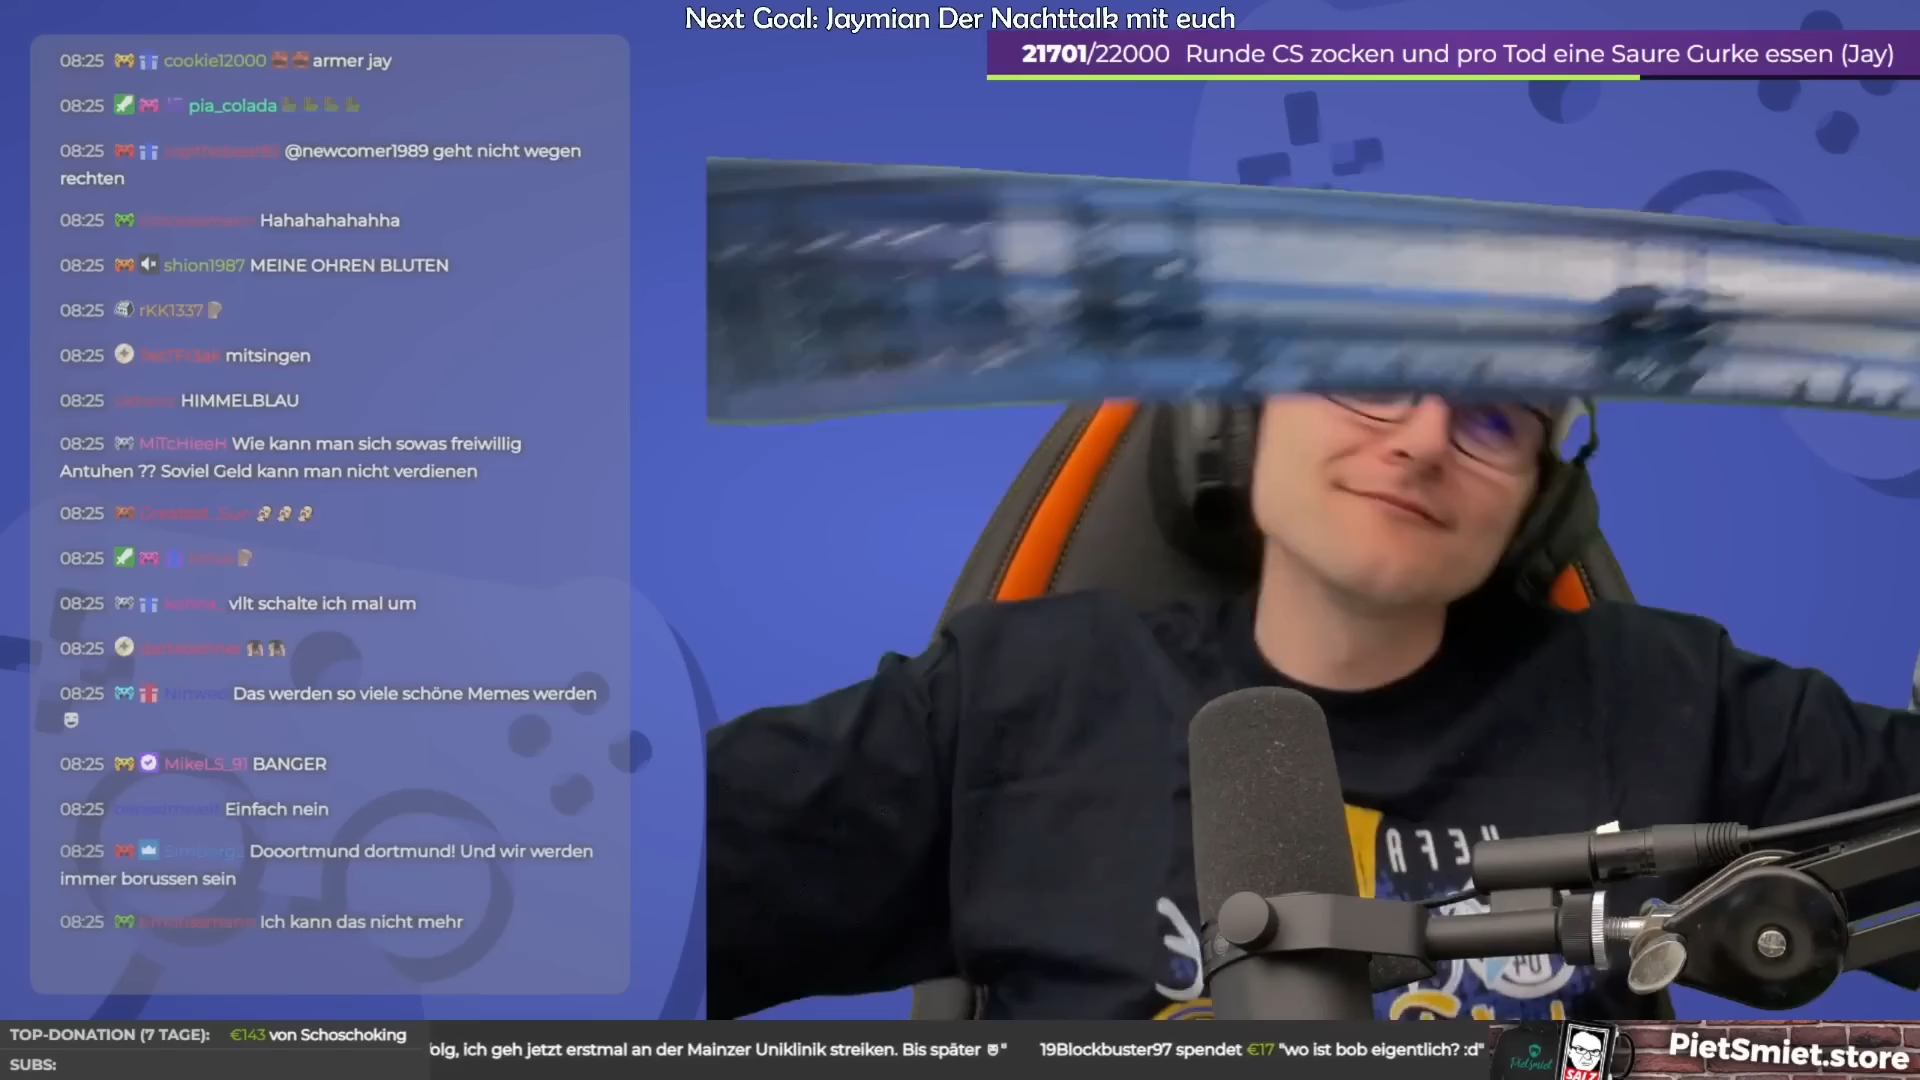 Next Goal: Jaymian Der Nachttalk mit euch
21701/22000 Runde CS zocken und pro Tod eine Saure Gurke essen (Jay)
08:25 cookie12000 armer jay
08:25 pia_colada
08:25 @newcomer1989 geht nicht wegen
rechten
08:25 Hahahahahahha
08:25 shion1987 MEINE OHREN BLUTEN
08:25 rKK1337
08:25 mitsingen
08:25 HIMMELBLAU
08:25 MiTcHieeH Wie kann man sich sowas freiwillig
Antuhen ?? Soviel Geld kann man nicht verdienen
08:25
08:25
08:25 vllt schalte ich mal um
08:25
08:25 Das werden so viele schöne Memes werden
08:25 MikeLS_91 BANGER
08:25 Einfach nein
08:25 Dooortmund dortmund! Und wir werden
immer borussen sein
08:25 Ich kann das nicht mehr
TOP-DONATION (7 TAGE): €143 von Schoschoking
SUBS:
folg, ich geh jetzt erstmal an der Mainzer Uniklinik streiken. Bis später " 19Blockbuster97 spendet €17 "wo ist bob eigentlich? :d"
PietSmiet
SALZ
PietSmiet.store